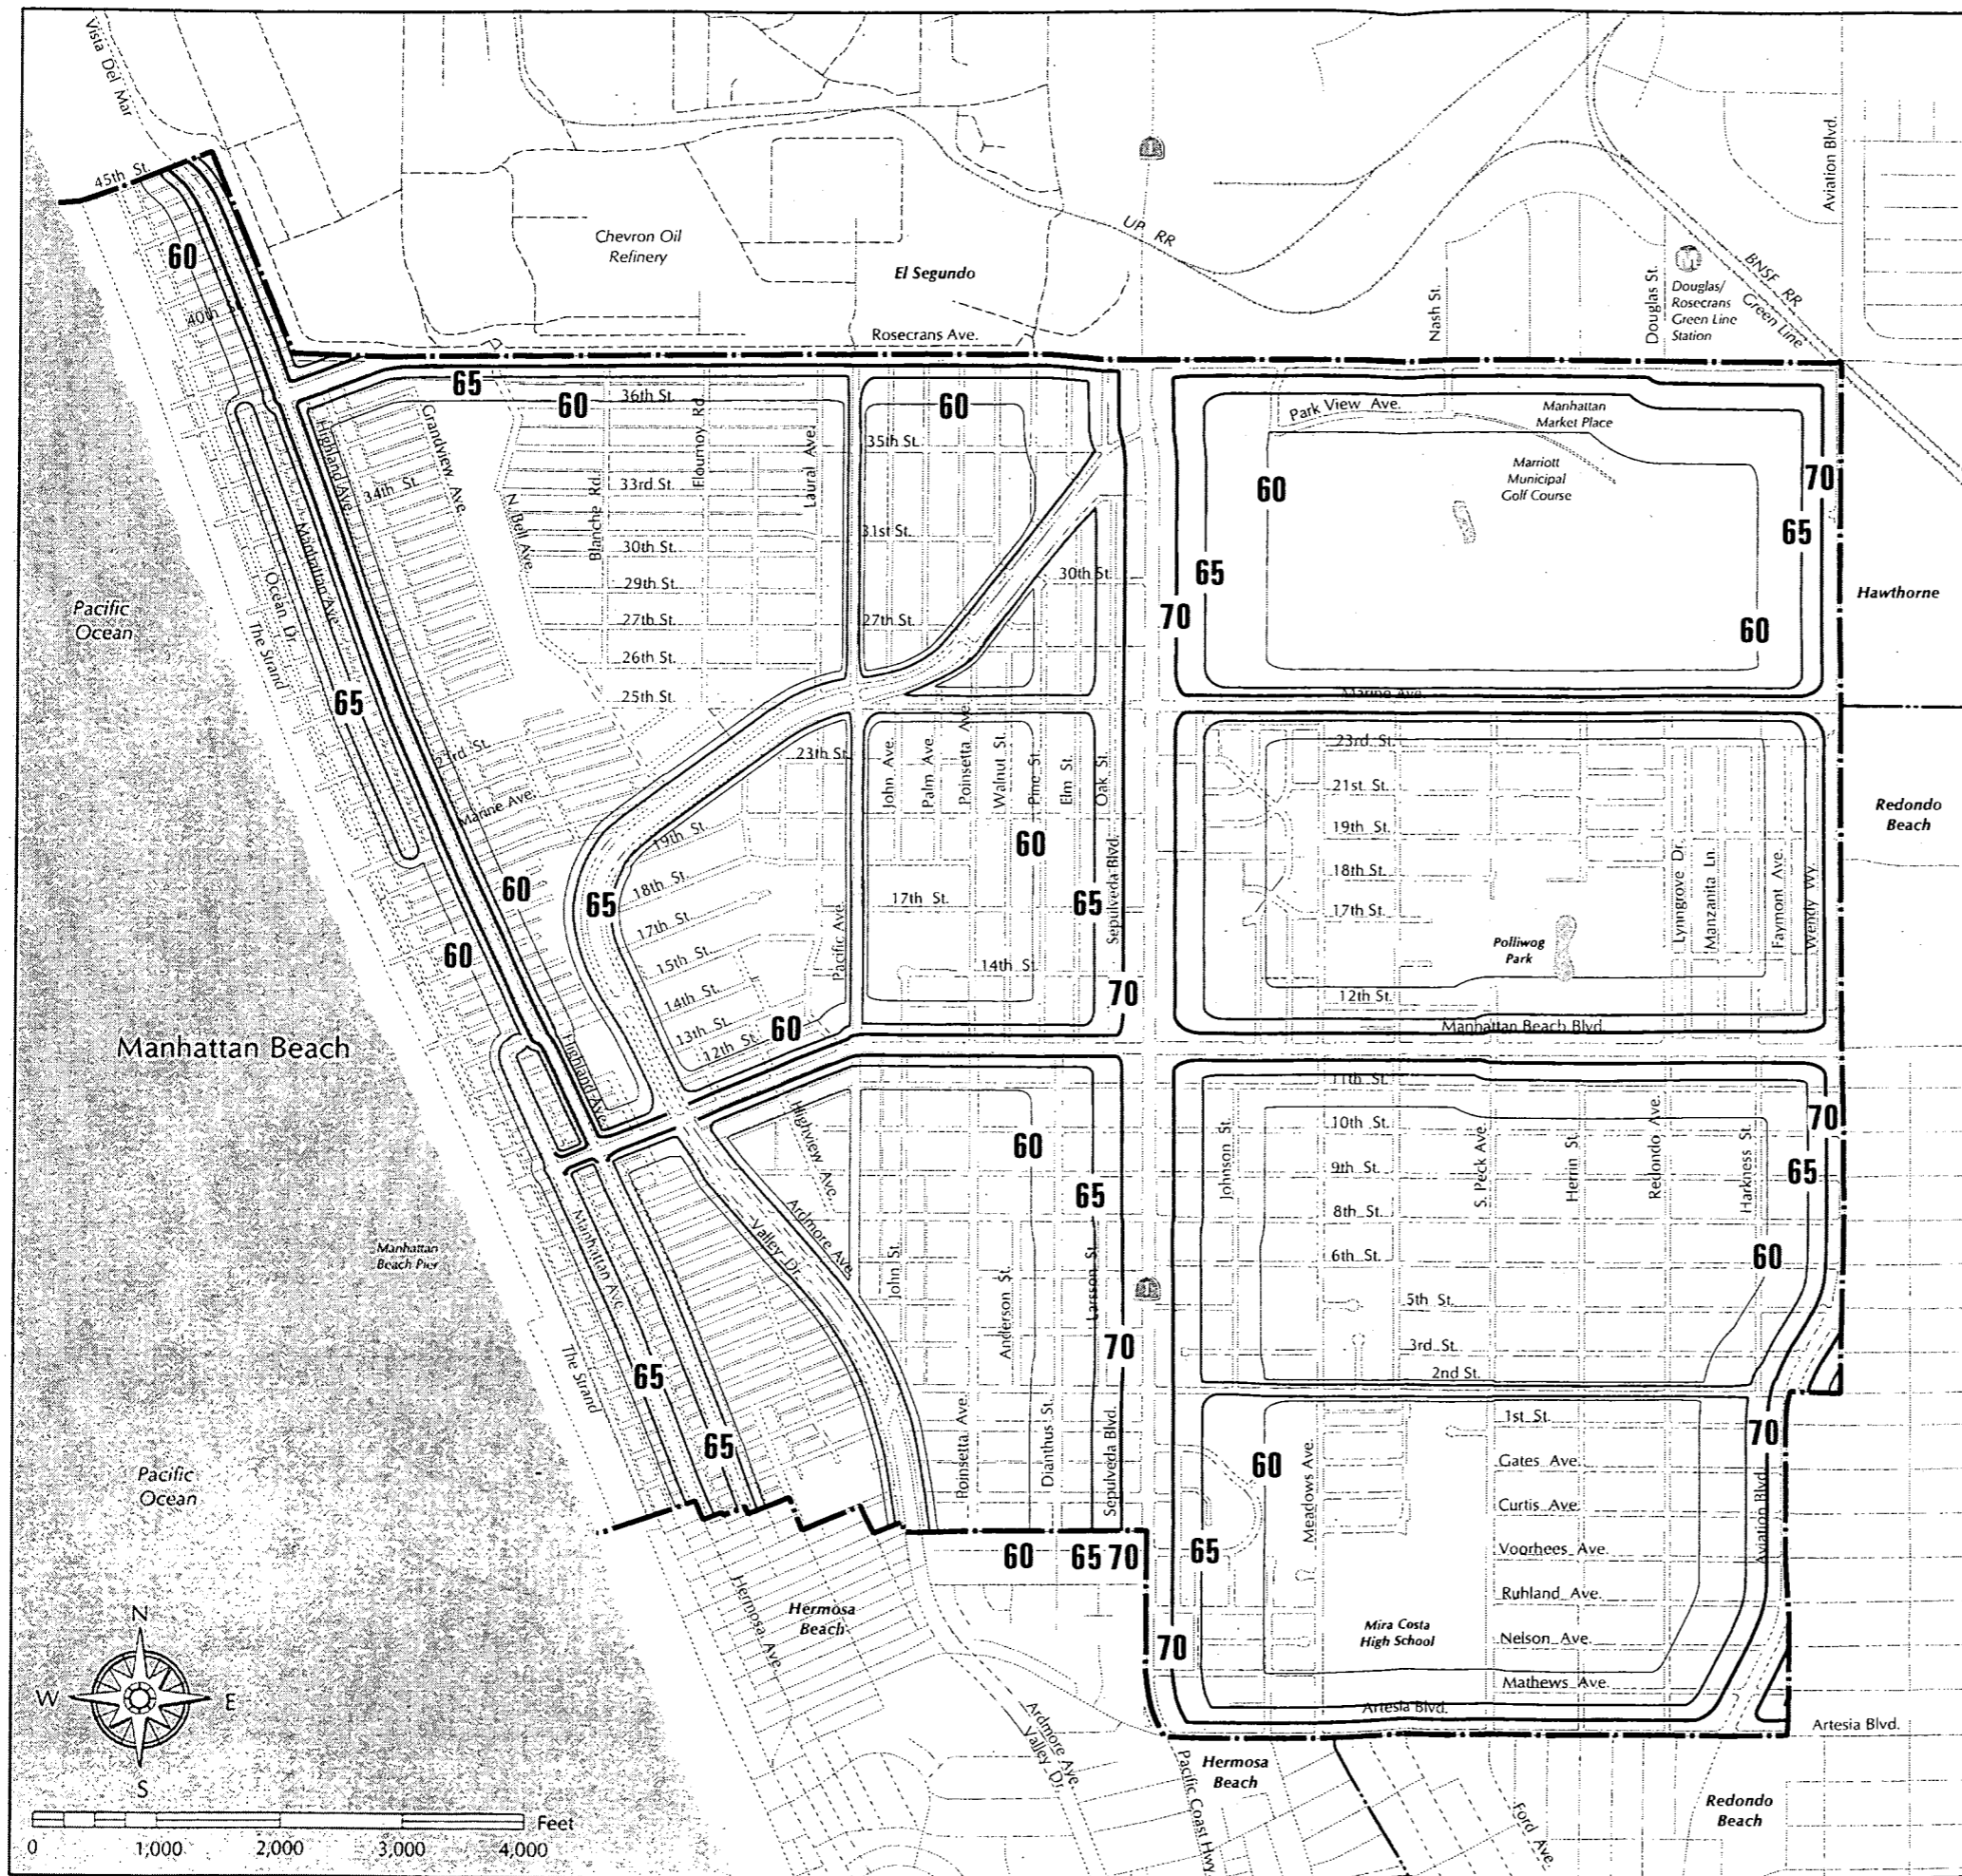 Vista Del Mar
45th St.
60
40th St.
Chevron Oil
Refinery
El Segundo
Rosecrans Ave.
UP RR
Nash St.
Douglas St.
Douglas/
Rosecrans
Green Line
Station
BNSF RR
Green Line
Aviation Blvd.
65
60
36th St.
60
Park View Ave.
Manhattan
Market Place
Grandview Ave.
Highland Ave.
34th St.
N. Bell Ave.
Blanche Rd.
Flournoy Rd.
Laural Ave.
35th St.
33rd St.
31st St.
30th St.
30th St.
29th St.
27th St.
27th St.
26th St.
25th St.
Marriott
Municipal
Golf Course
60
65
70
70
65
60
Hawthorne
Pacific
Ocean
Manhattan Ave.
Ocean Dr.
The Strand
65
23rd St.
Marine Ave.
Marine Ave.
23th St.
John Ave.
Palm Ave.
Poinsetta Ave.
Walnut St.
Pine St.
Elm St.
Oak St.
23rd St.
21st St.
19th St.
18th St.
17th St.
Redondo
Beach
Lynngrove Dr.
Manzanita Ln.
Faymont Ave.
Wendy Wy.
60
65
60
19th St.
18th St.
17th St.
15th St.
14th St.
13th St.
12th St.
60
Pacific Ave.
17th St.
14th St.
60
65
Sepulveda Blvd.
70
Polliwog
Park
12th St.
Manhattan Beach Blvd.
Manhattan Beach
Highland Ave.
Highview Ave.
Ardmore Ave.
Valley Dr.
Manhattan
Beach Pier
Manhattan Ave.
The Strand
65
65
60
65
John St.
Anderson St.
Larsson St.
70
Poinsetta Ave.
Dianthus St.
Sepulveda Blvd.
11th St.
10th St.
9th St.
8th St.
6th St.
5th St.
3rd St.
2nd St.
Johnson St.
S. Peck Ave.
Herrin St.
Redondo Ave.
Harkness St.
70
65
60
70
1st St.
Gates Ave.
Curtis Ave.
Voorhees Ave.
Ruhland Ave.
Nelson Ave.
Mathews Ave.
Artesia Blvd.
Artesia Blvd.
Meadows Ave.
Aviation Blvd.
60
65
70
60
65
70
Mira Costa
High School
Pacific
Ocean
Hermosa Ave.
Hermosa
Beach
Ardmore Ave.
Valley Dr.
Pacific Coast Hwy.
Hermosa
Beach
Ford Ave.
Redondo
Beach
N
W
E
S
Feet
0
1,000
2,000
3,000
4,000